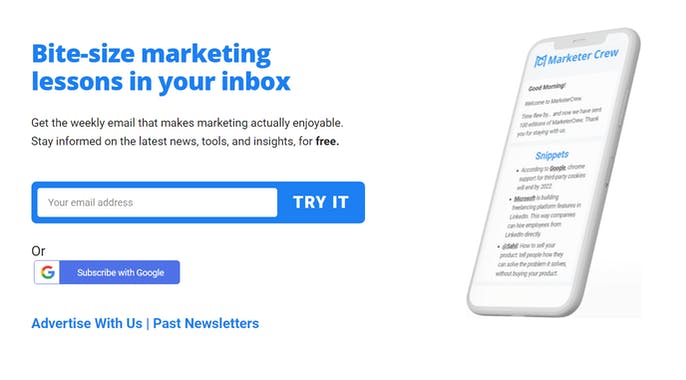 Bite-size marketing
lessons in your inbox
Get the weekly email that makes marketing actually enjoyable.
Stay informed on the latest news, tools, and insights, for free.
Your email address
TRY IT
Or
G
Subscribe with Google
Advertise With Us | Past Newsletters
Marketer Crew
Good Morning!
Welcome to MarketerCrew.
Time flew by... and now we have sent
100 editions of MarketerCrew. Thank
you for staying with us.
Snippets
• According to Google, chrome
support for third-party cookies
will end by 2022.
• Microsoft is building
freelancing platform features in
LinkedIn. This way companies
can hire employees from
LinkedIn directly.
• @Sahil: How to sell your
product: tell people how they
can solve the problem it solves,
without buying your product.